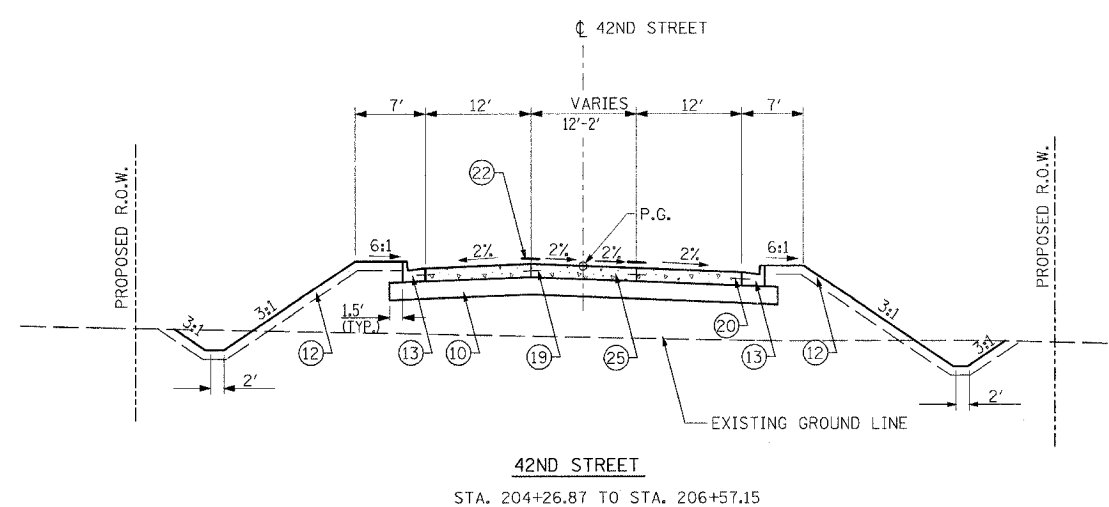 ℄ 42ND STREET
7' 12' VARIES 12' 7'
12'-2'
22
P.G.
PROPOSED R.O.W.
PROPOSED R.O.W.
6:1 2% 2% 2% 2% 6:1
3:1 3:1 3:1 3:1
1.5'
(TYP.)
12 13 10 19 25 20 13 12
2' 2'
EXISTING GROUND LINE
42ND STREET
STA. 204+26.87 TO STA. 206+57.15